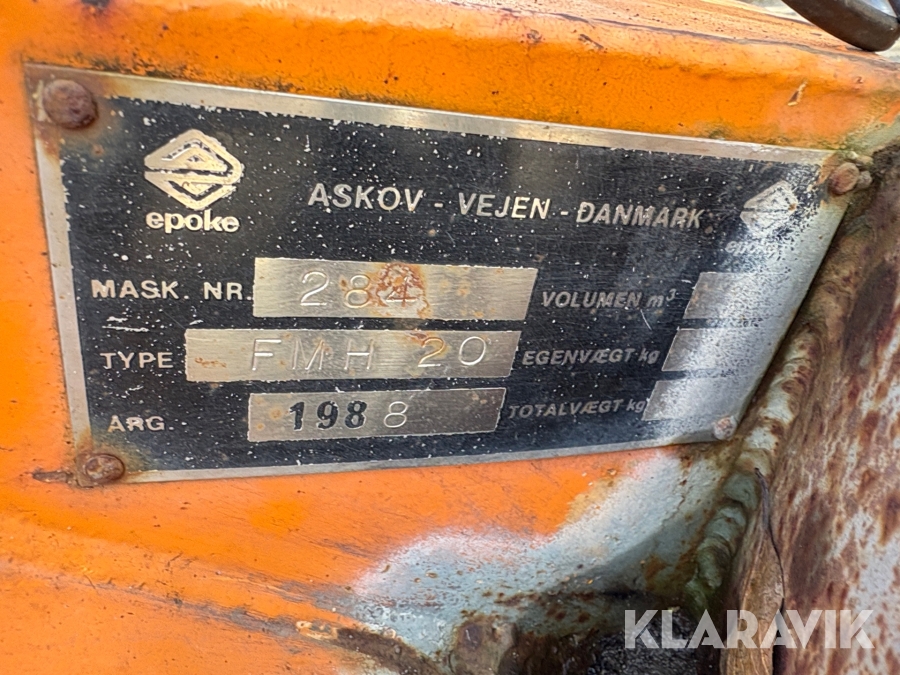 epoke
ASKOV - VEJEN - DANMARK
epoke
MASK. NR. 284
VOLUMEN m³
TYPE FMH 20
EGENVÆGT kg
ARG. 1988
TOTALVÆGT kg
KLARAVIK